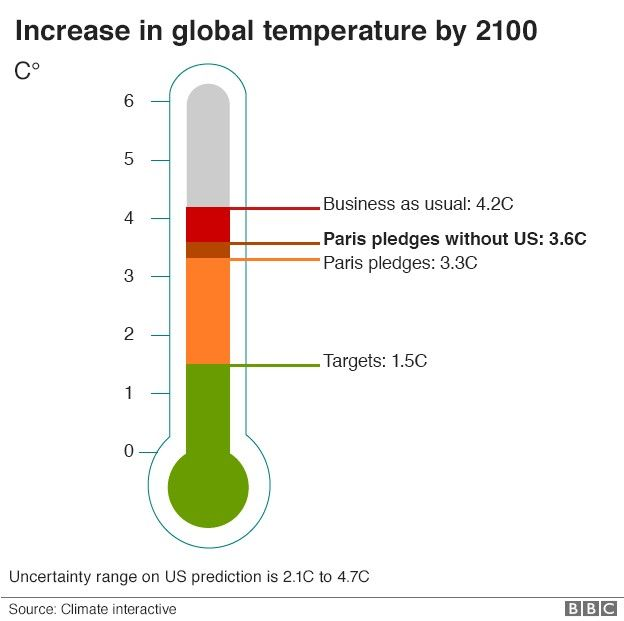 Increase in global temperature by 2100
C°
6
5
Business as usual: 4.2C
4
Paris pledges without US: 3.6C
Paris pledges: 3.3C
3
2
Targets: 1.5C
1
0
Uncertainty range on US prediction is 2.1C to 4.7C
Source: Climate interactive
BBC